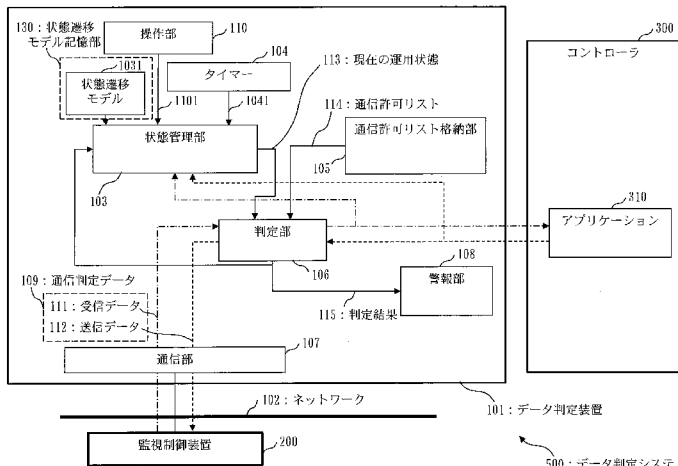 130：状態遷移
モデル記憶部
操作部
110
104
タイマー
1031
状態遷移
モデル
1101
1041
113：現在の運用状態
114：通信許可リスト
状態管理部
103
通信許可リスト格納部
105
300
コントローラ
310
アプリケーション
判定部
106
108
警報部
109：通信判定データ
111：受信データ
112：送信データ
115：判定結果
通信部
107
102：ネットワーク
101：データ判定装置
監視制御装置
200
500：データ判定システ